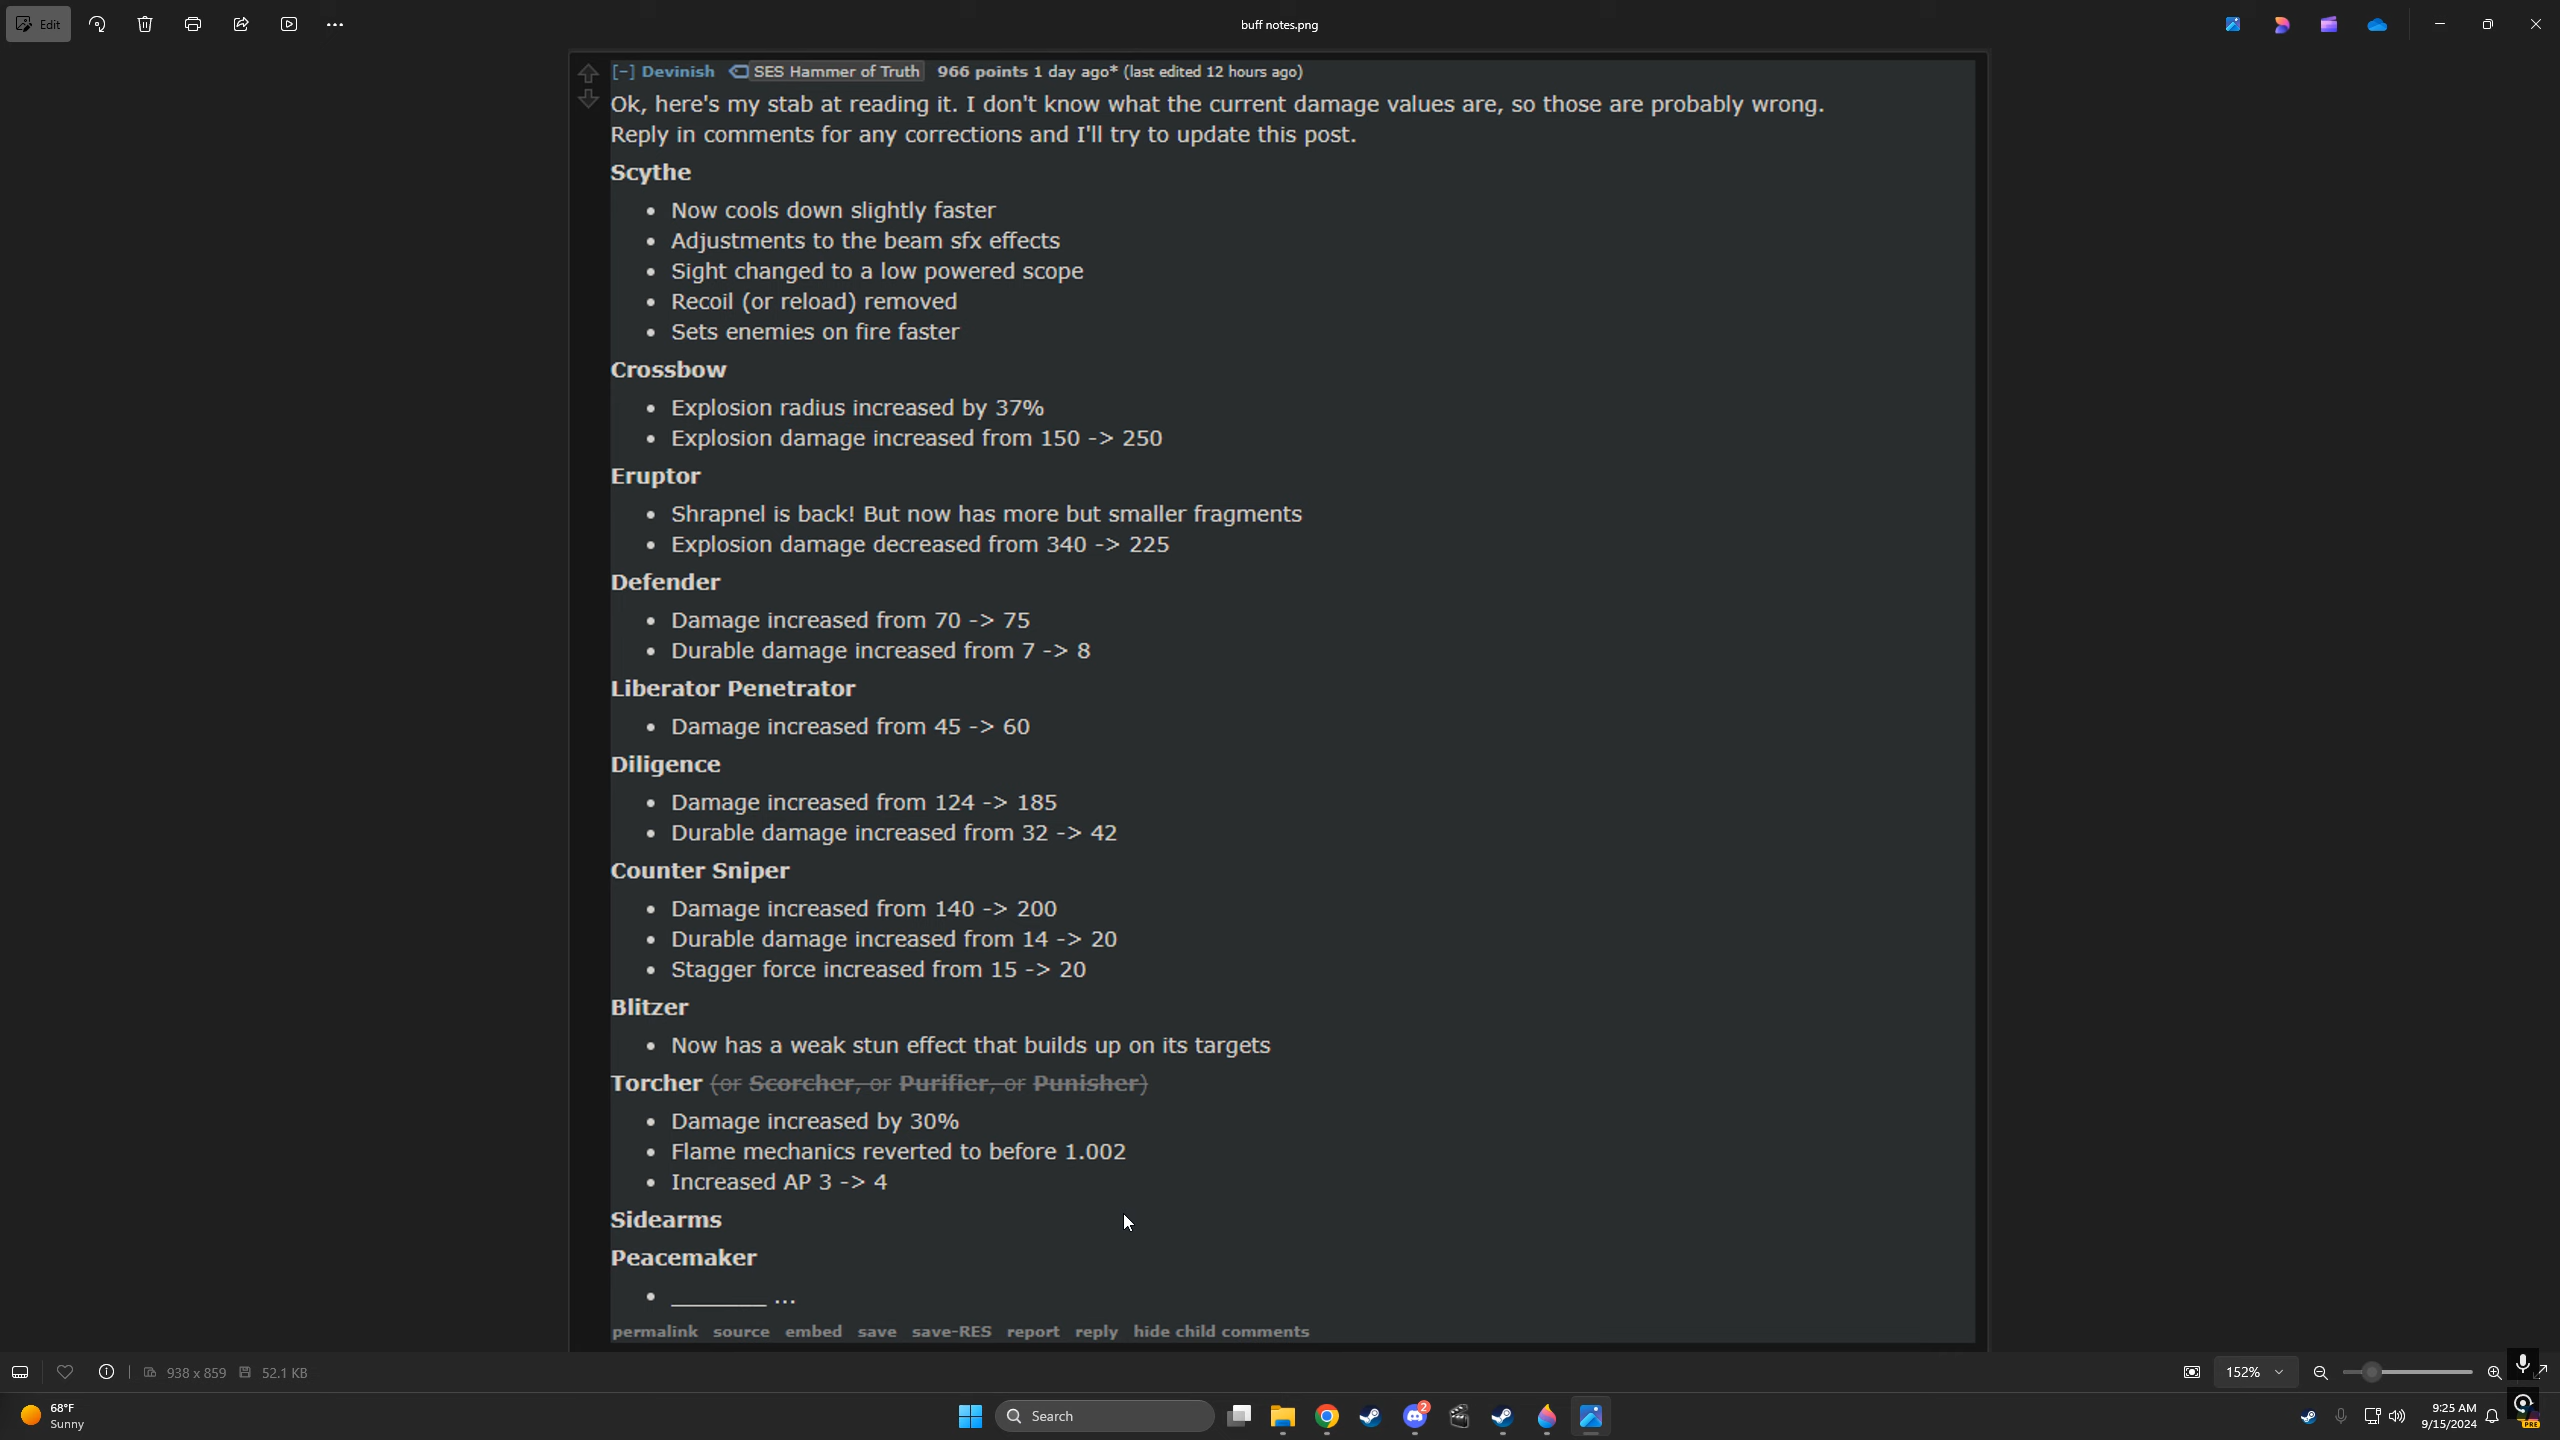 Edit
buff notes.png
[-] Devinish SES Hammer of Truth 966 points 1 day ago* (last edited 12 hours ago)
Ok, here's my stab at reading it. I don't know what the current damage values are, so those are probably wrong.
Reply in comments for any corrections and I'll try to update this post.
Scythe
• Now cools down slightly faster
• Adjustments to the beam sfx effects
• Sight changed to a low powered scope
• Recoil (or reload) removed
• Sets enemies on fire faster
Crossbow
• Explosion radius increased by 37%
• Explosion damage increased from 150 -> 250
Eruptor
• Shrapnel is back! But now has more but smaller fragments
• Explosion damage decreased from 340 -> 225
Defender
• Damage increased from 70 -> 75
• Durable damage increased from 7 -> 8
Liberator Penetrator
• Damage increased from 45 -> 60
Diligence
• Damage increased from 124 -> 185
• Durable damage increased from 32 -> 42
Counter Sniper
• Damage increased from 140 -> 200
• Durable damage increased from 14 -> 20
• Stagger force increased from 15 -> 20
Blitzer
• Now has a weak stun effect that builds up on its targets
Torcher (or Scorcher, or Purifier, or Punisher)
• Damage increased by 30%
• Flame mechanics reverted to before 1.002
• Increased AP 3 -> 4
Sidearms
Peacemaker
• ________ ...
permalink source embed save save-RES report reply hide child comments
938 x 859 52.1 KB 152%
68°F
Sunny
Search
2
9:25 AM
9/15/2024
PRE